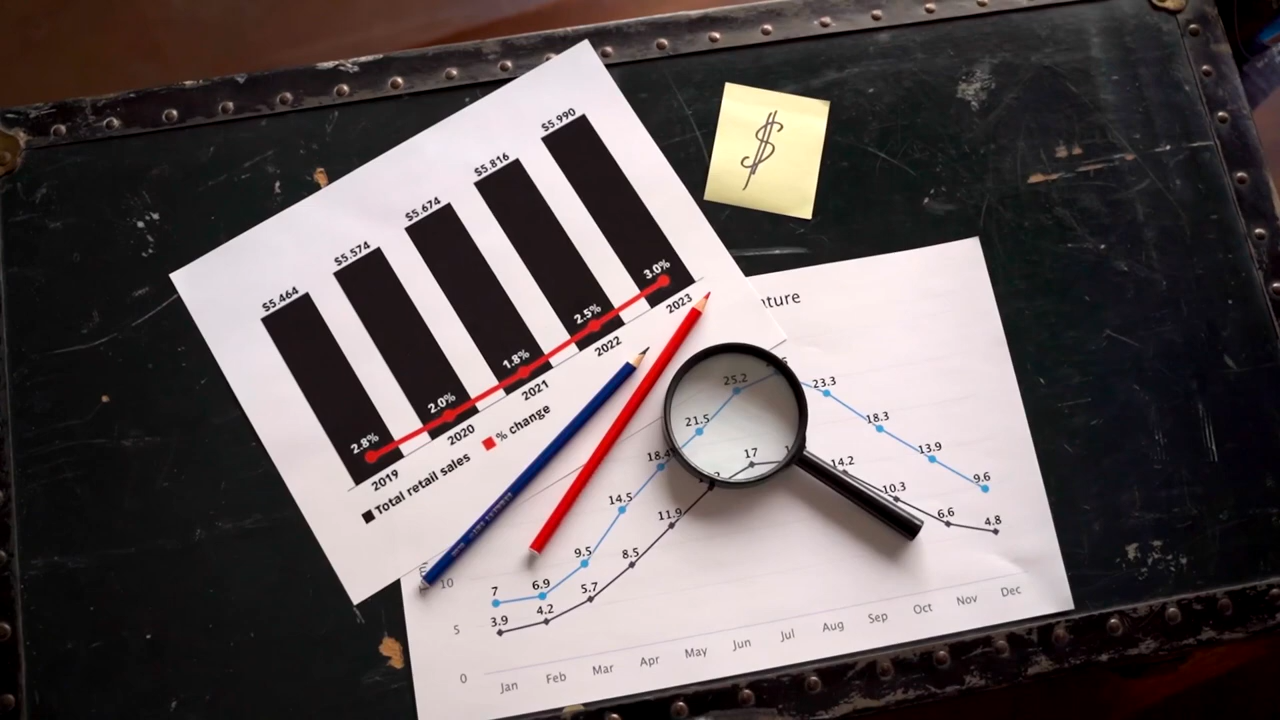 $5.464
$5.574
$5.674
$5.816
$5.990
2.8%
2.0%
1.8%
2.5%
3.0%
2019
2020
2021
2022
2023
Total retail sales
% change
$
7
6.9
9.5
14.5
18.4
21.5
25.2
23.3
18.3
13.9
9.6
3.9
4.2
5.7
8.5
11.9
17
14.2
10.3
6.6
4.8
10
5
0
Jan
Feb
Mar
Apr
May
Jun
Jul
Aug
Sep
Oct
Nov
Dec